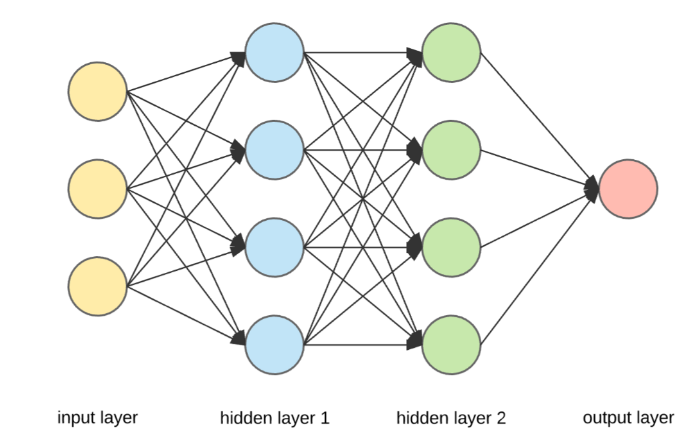 input layer
hidden layer 1
hidden layer 2
output layer